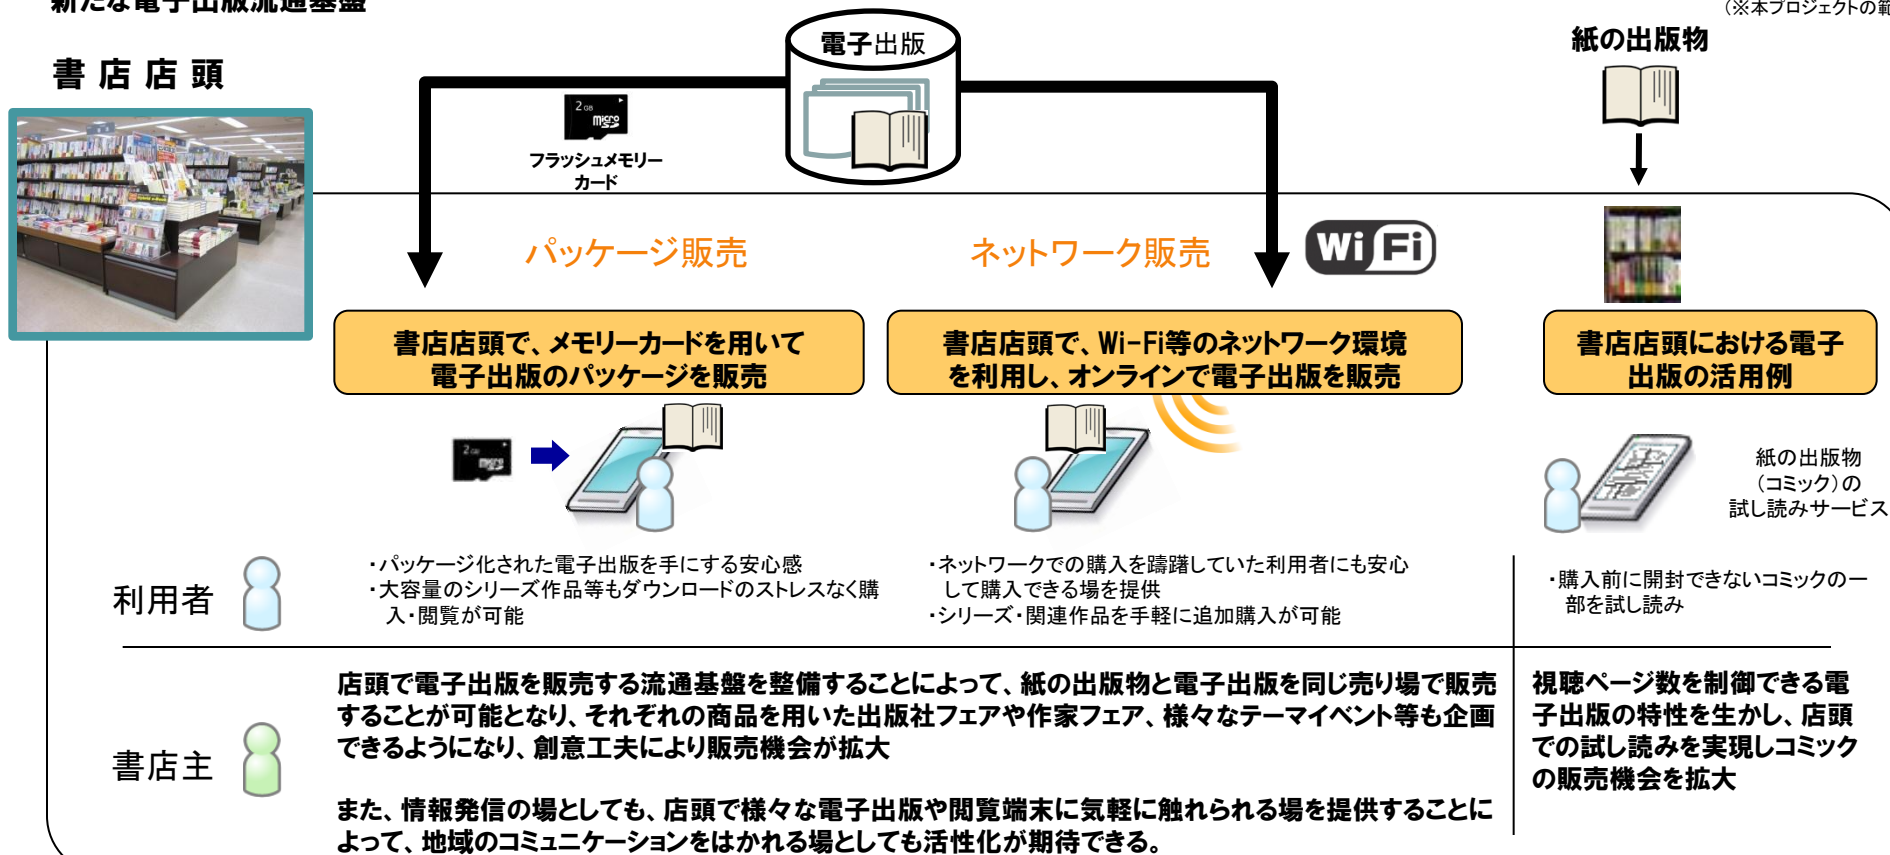 新たな電子出版流通基盤
(※本プロジェクトの範
書店店頭
電子出版
紙の出版物
2 GB
micro
SD
フラッシュメモリー
カード
パッケージ販売
ネットワーク販売
Wi Fi
書店店頭で、メモリーカードを用いて
電子出版のパッケージを販売
書店店頭で、Wi-Fi等のネットワーク環境
を利用し、オンラインで電子出版を販売
書店店頭における電子
出版の活用例
紙の出版物
(コミック)の
試し読みサービス
利用者
・パッケージ化された電子出版を手にする安心感
・大容量のシリーズ作品等もダウンロードのストレスなく購
入・閲覧が可能
・ネットワークでの購入を躊躇していた利用者にも安心
して購入できる場を提供
・シリーズ・関連作品を手軽に追加購入が可能
・購入前に開封できないコミックの一
部を試し読み
書店主
店頭で電子出版を販売する流通基盤を整備することによって、紙の出版物と電子出版を同じ売り場で販売
することが可能となり、それぞれの商品を用いた出版社フェアや作家フェア、様々なテーマイベント等も企画
できるようになり、創意工夫により販売機会が拡大
また、情報発信の場としても、店頭で様々な電子出版や閲覧端末に気軽に触れられる場を提供することに
よって、地域のコミュニケーションをはかれる場としても活性化が期待できる。
視聴ページ数を制御できる電
子出版の特性を生かし、店頭
での試し読みを実現しコミック
の販売機会を拡大